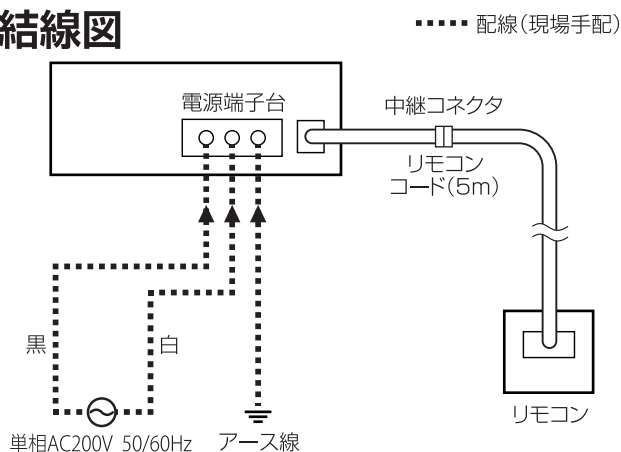 結線図
配線(現場手配)
電源端子台
中継コネクタ
リモコン
コード(5m)
黒
白
リモコン
単相AC200V 50/60Hz
アース線